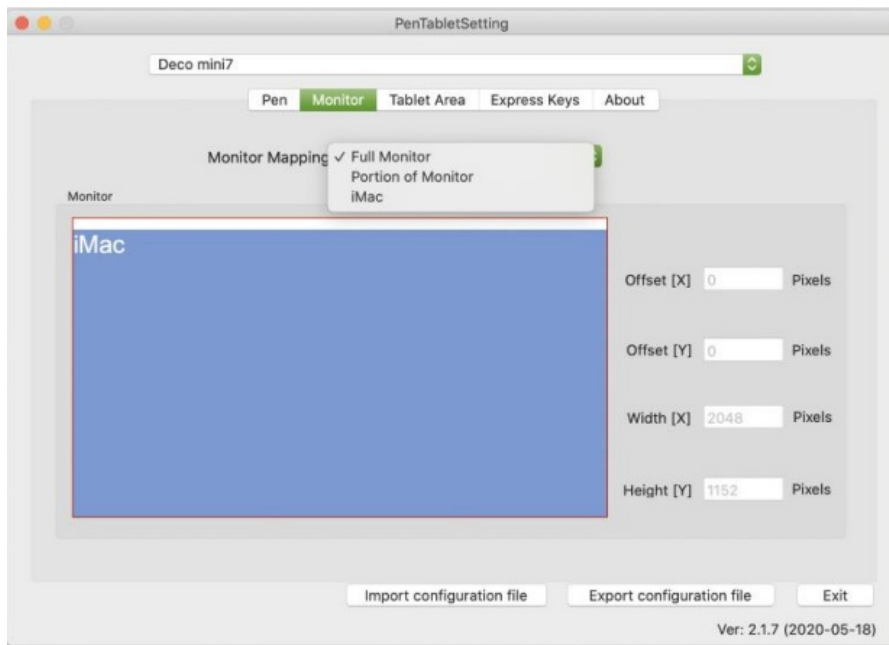 PenTabletSetting
Deco mini7
Pen Monitor Tablet Area Express Keys About
Monitor Mapping ✓ Full Monitor
Portion of Monitor
iMac
Monitor
iMac
Offset [X] 0 Pixels
Offset [Y] 0 Pixels
Width [X] 2048 Pixels
Height [Y] 1152 Pixels
Import configuration file Export configuration file Exit
Ver: 2.1.7 (2020-05-18)